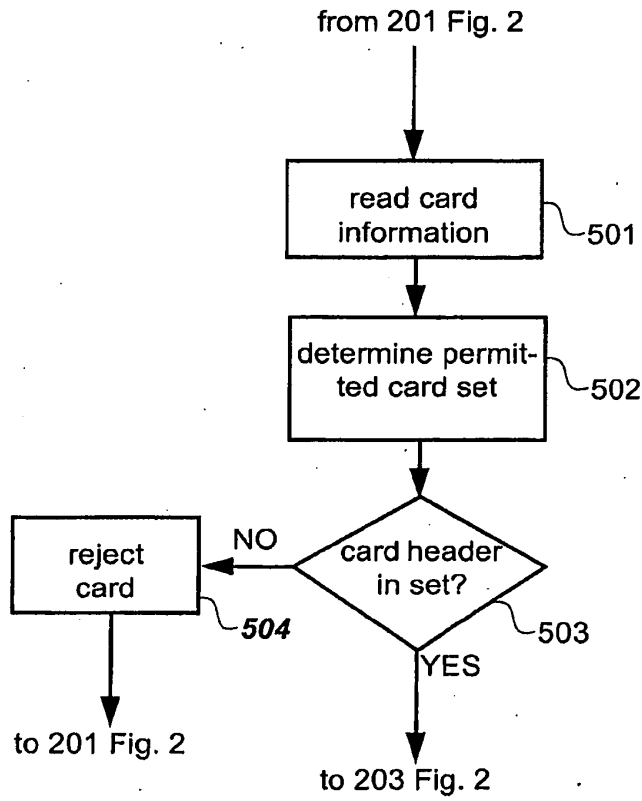 from 201 Fig. 2
read card
information
501
determine permit-
ted card set
502
card header
in set?
503
NO
reject
card
504
YES
to 201 Fig. 2
to 203 Fig. 2